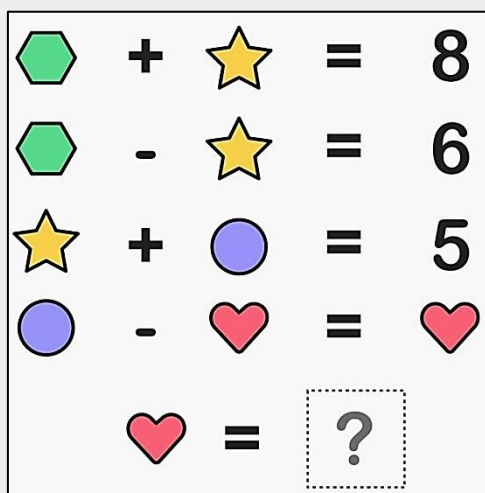 + = 8
- = 6
+ = 5
- =
= ?